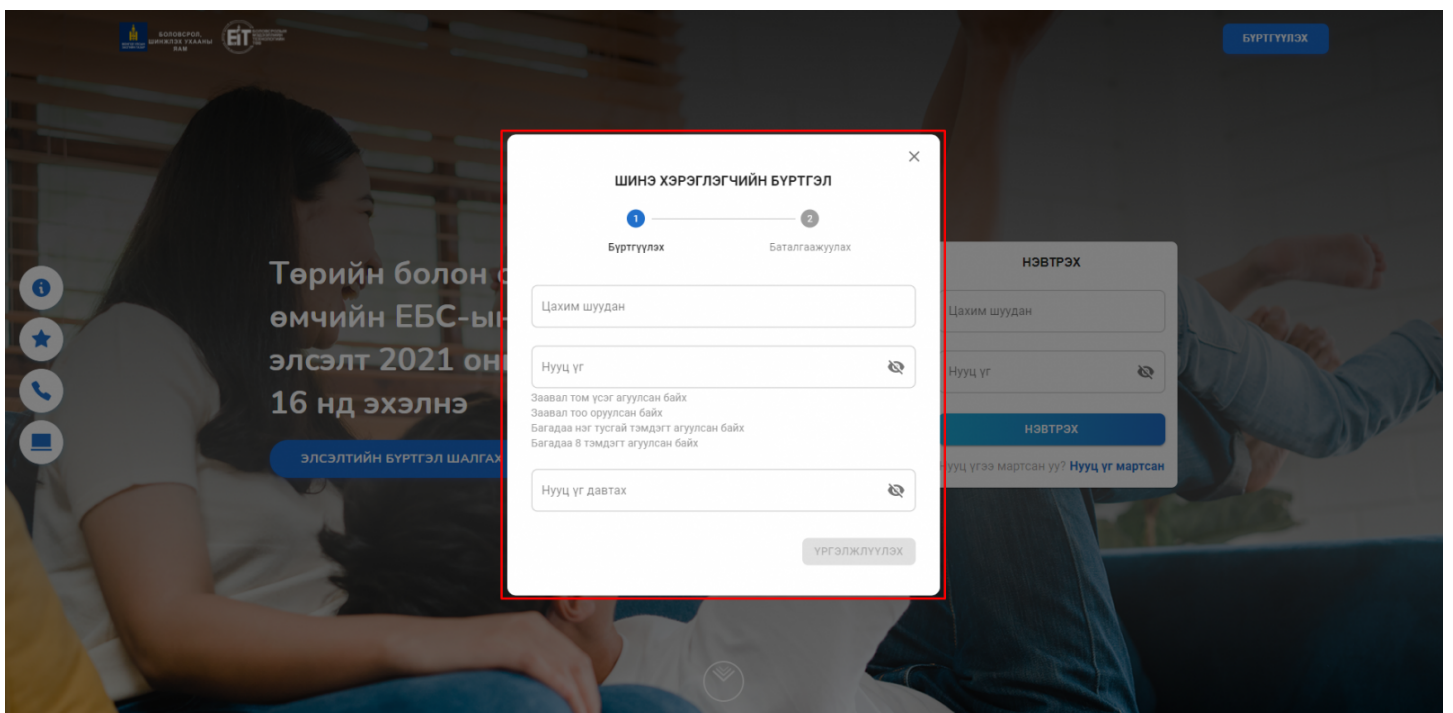 БОЛОВСРОЛ,
ШИНЖЛЭХ УХААНЫ
ЯАМ
EIT
БҮРТГҮҮЛЭХ
ШИНЭ ХЭРЭГЛЭГЧИЙН БҮРТГЭЛ
1
2
Бүртгүүлэх
Баталгаажуулах
Төрийн болон
өмчийн ЕБС-ын
элсэлт 2021 он
16 нд эхэлнэ
ЭЛСЭЛТИЙН БҮРТГЭЛ ШАЛГАХ
Цахим шуудан
Нууц үг
Заавал том үсэг агуулсан байх
Заавал тоо оруулсан байх
Багадаа нэг тусгай тэмдэгт агуулсан байх
Багадаа 8 тэмдэгт агуулсан байх
Нууц үг давтах
ҮРГЭЛЖЛҮҮЛЭХ
НЭВТРЭХ
Цахим шуудан
Нууц үг
НЭВТРЭХ
Нууц үгээ мартсан уу? Нууц үг мартсан